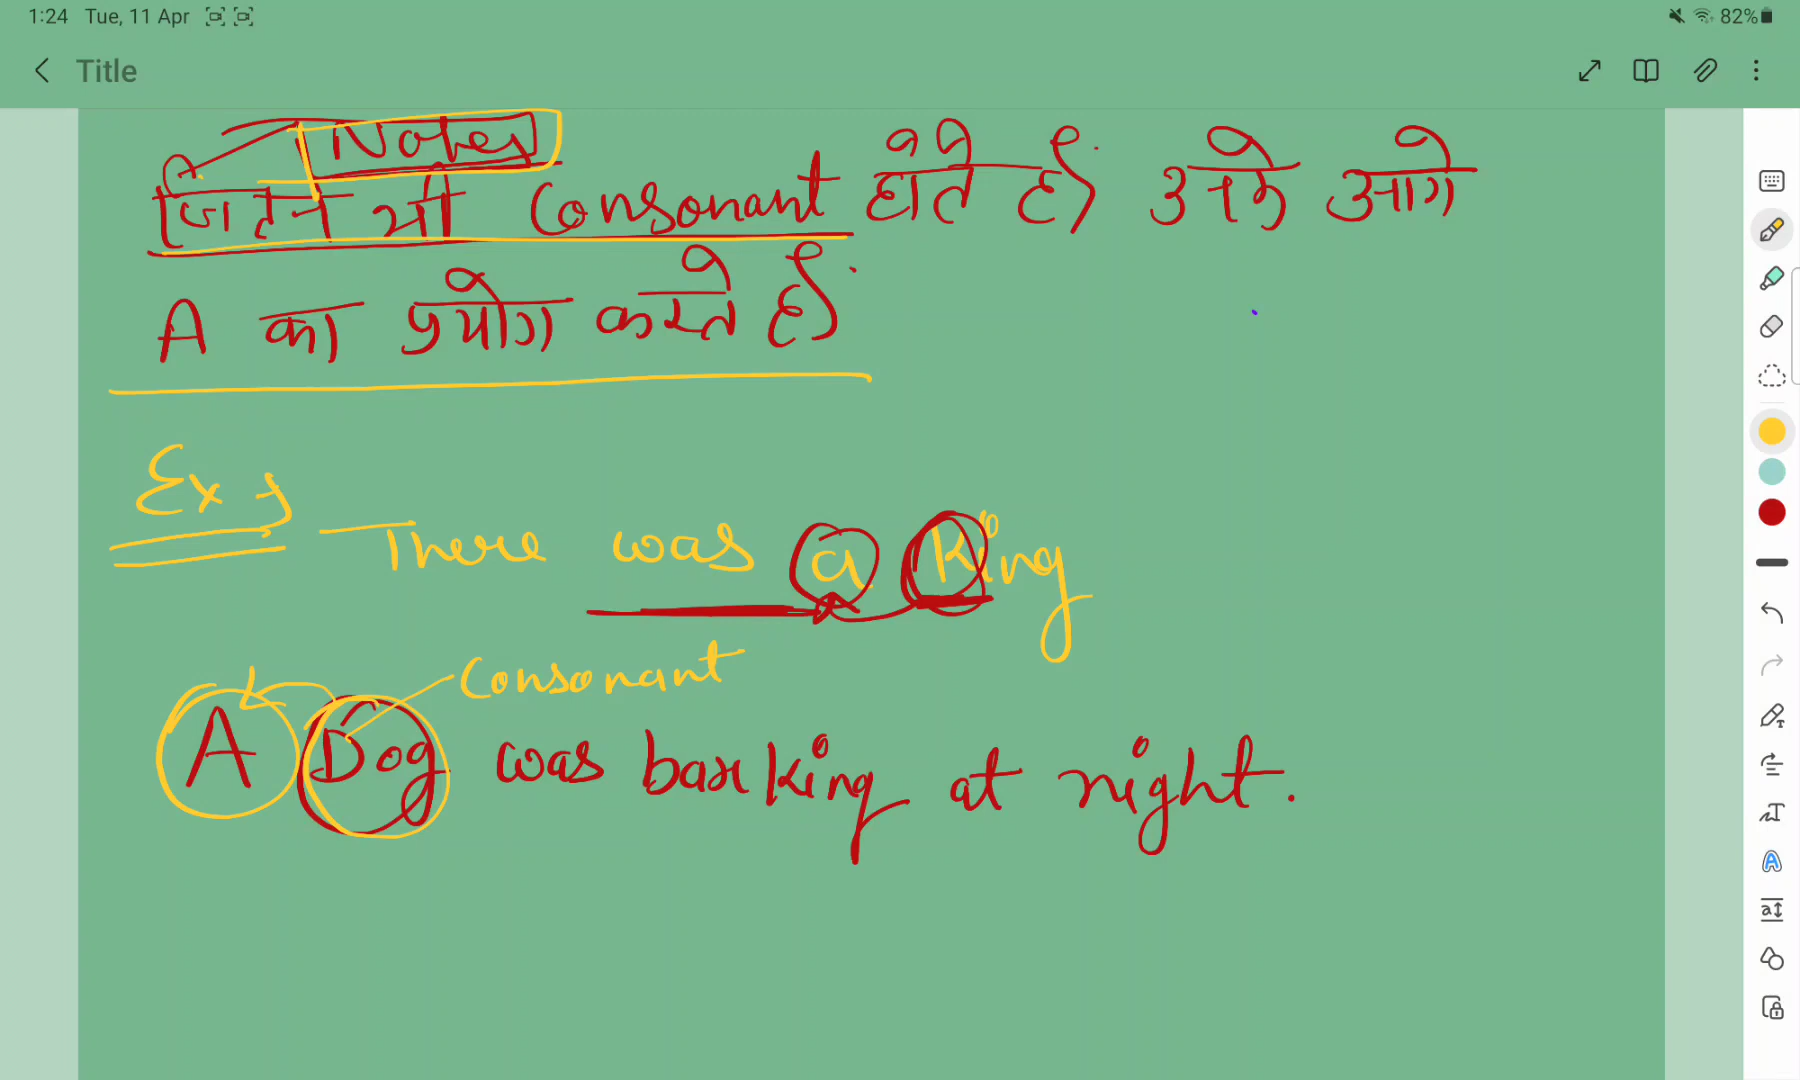 1:24 Tue, 11 Apr 82%
Title
Notes
जितने भी Consonant होते है। उनके आगे
A का प्रयोग करते है।
Ex
There was a King
Consonant
A Dog was barking at night.